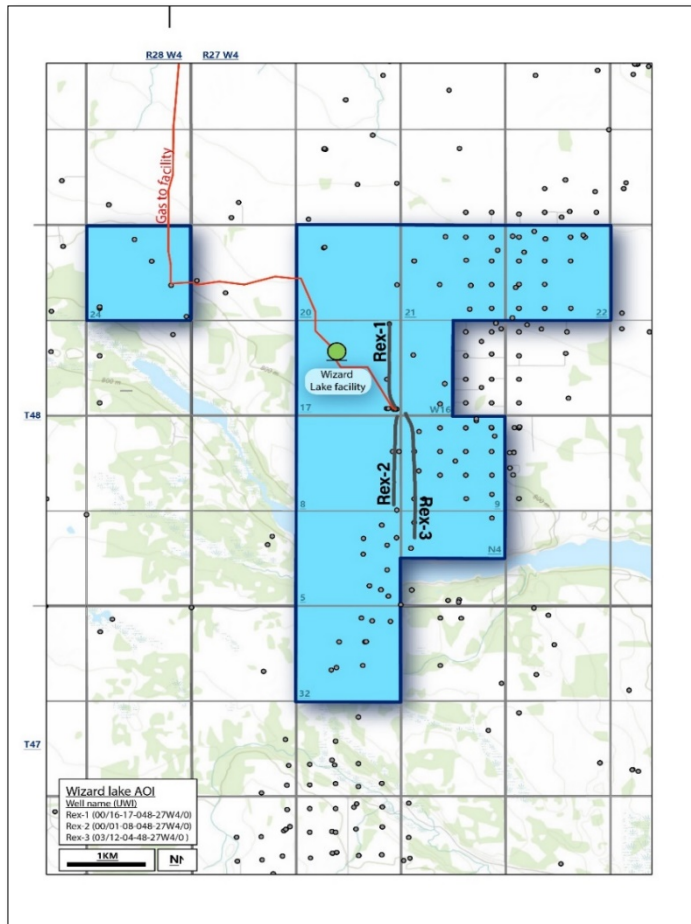 R28 W4 R27 W4
Gas to facility
24
20
21
22
Rex-1
Wizard
Lake facility
17
W16
T48
Rex-2
Rex-3
8
9
N4
5
32
T47
Wizard lake AOI
Well name (UWI)
Rex-1 (00/16-17-048-27W4/0)
Rex-2 (00/01-08-048-27W4/0)
Rex-3 (03/12-04-48-27W4/0 )
1KM
N